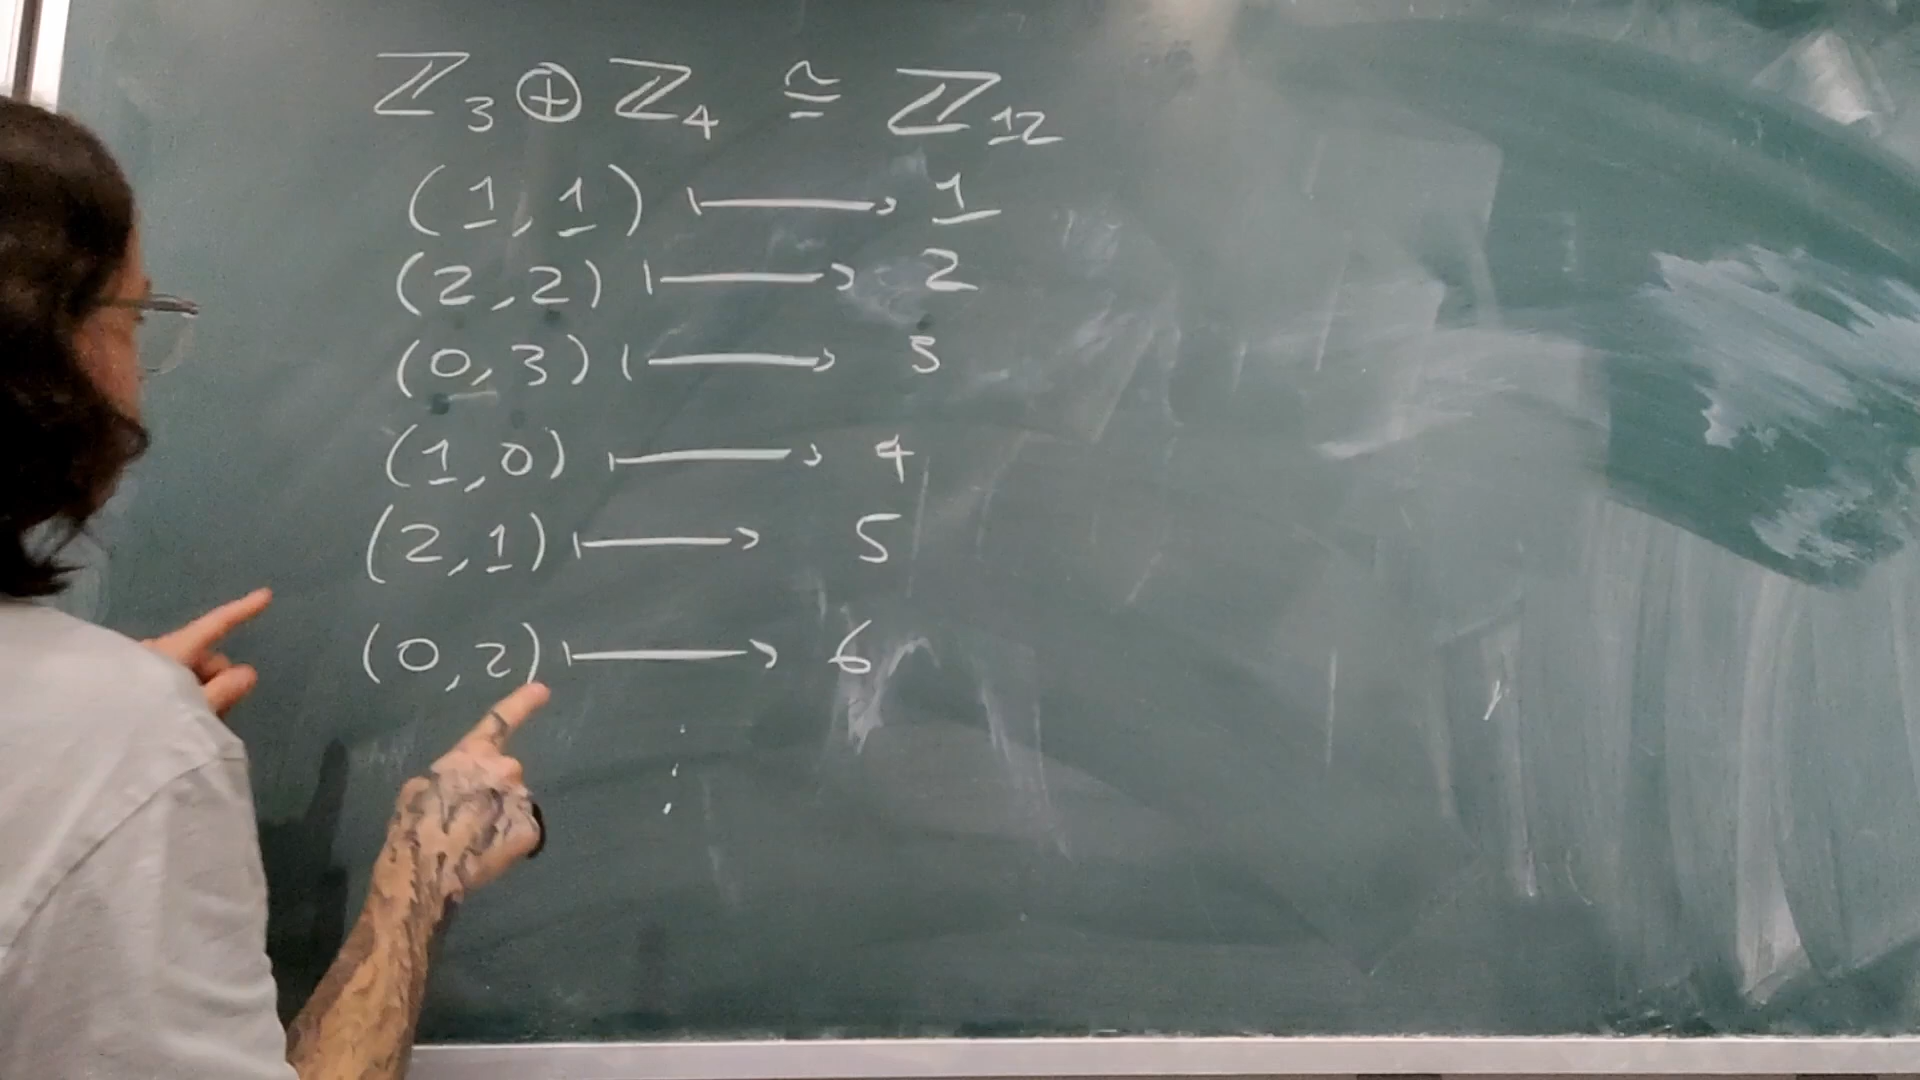 ℤ₃ ⊕ ℤ₄ ≅ ℤ₁₂
(1,1) ⟼ 1
(2,2) ⟼ 2
(0,3) ⟼ 3
(1,0) ⟼ 4
(2,1) ⟼ 5
(0,2) ⟼ 6
⋮